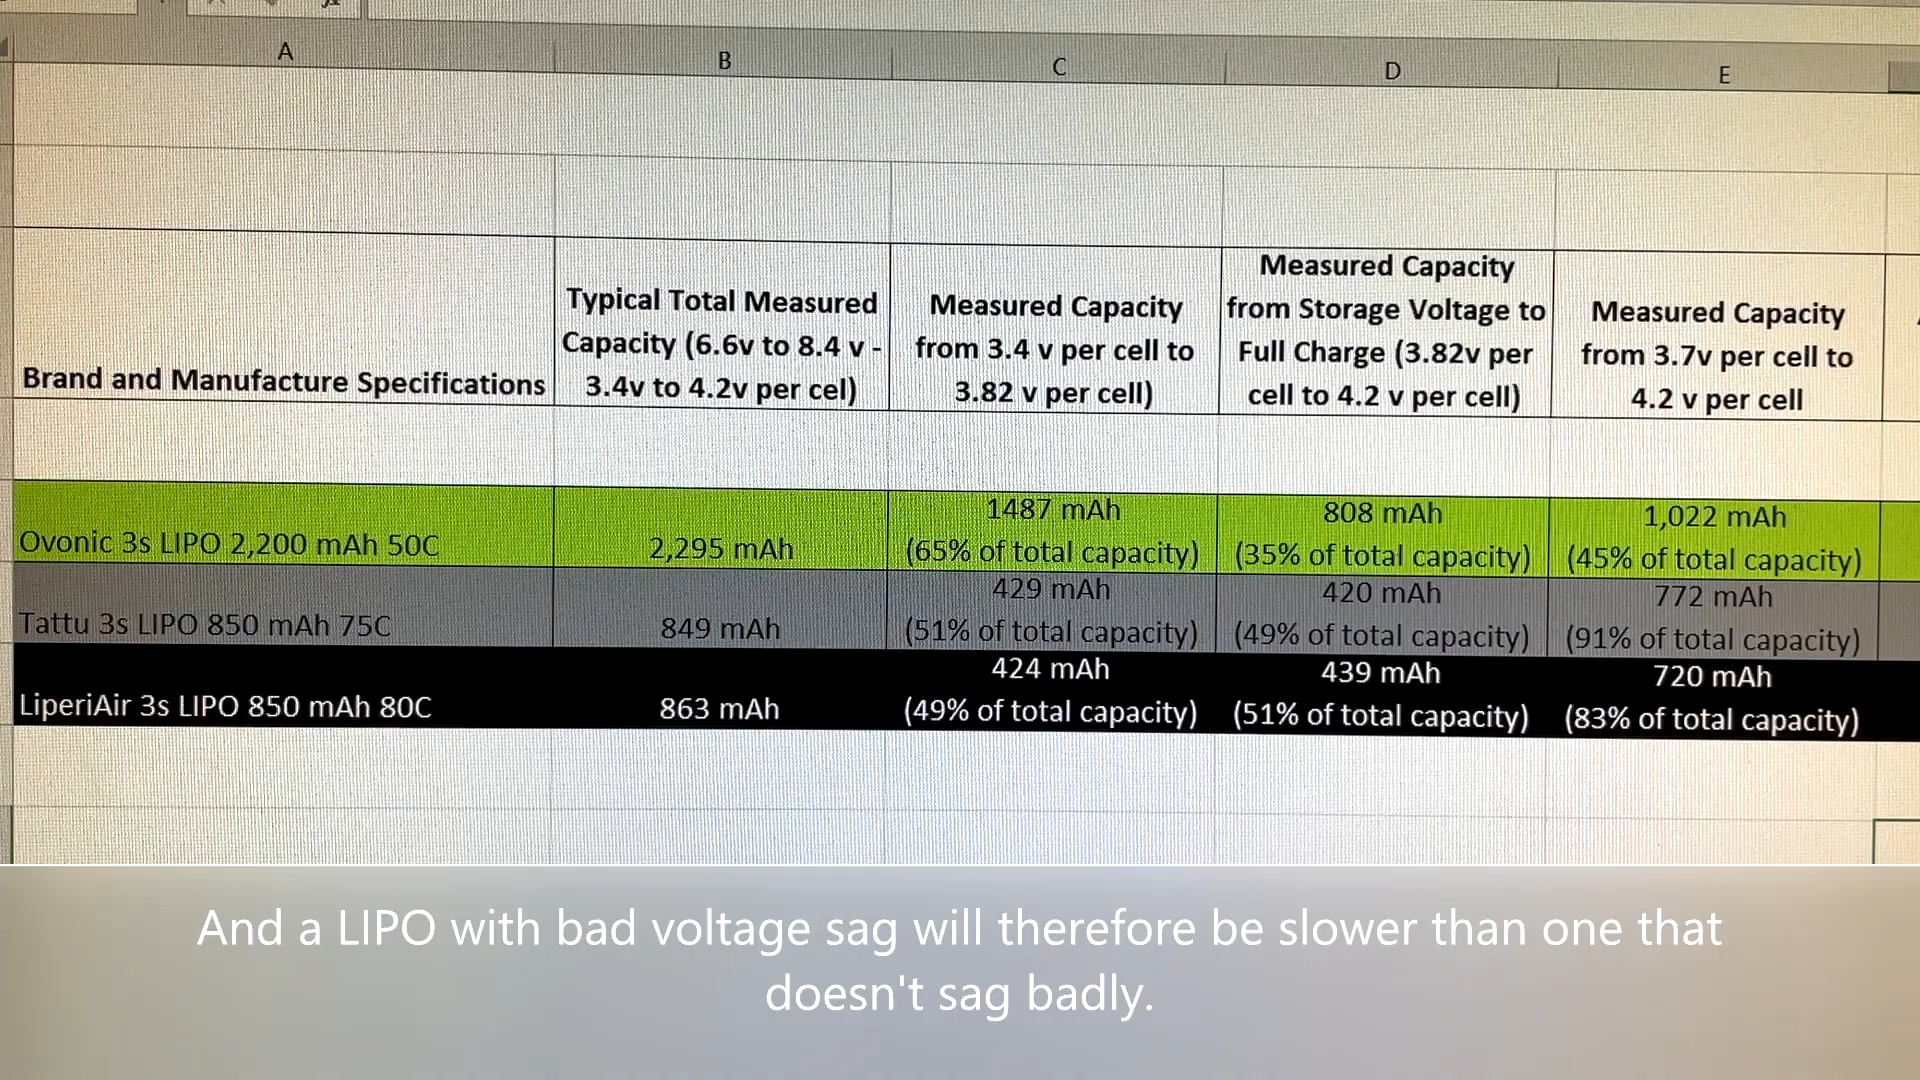 A
B
C
D
E
Brand and Manufacture Specifications
Typical Total Measured
Capacity (6.6v to 8.4 v -
3.4v to 4.2v per cel)
Measured Capacity
from 3.4 v per cell to
3.82 v per cell)
Measured Capacity
from Storage Voltage to
Full Charge (3.82v per
cell to 4.2 v per cell)
Measured Capacity
from 3.7v per cell to
4.2 v per cell
Ovonic 3s LIPO 2,200 mAh 50C
2,295 mAh
1487 mAh
(65% of total capacity)
808 mAh
(35% of total capacity)
1,022 mAh
(45% of total capacity)
Tattu 3s LIPO 850 mAh 75C
849 mAh
429 mAh
(51% of total capacity)
420 mAh
(49% of total capacity)
772 mAh
(91% of total capacity)
LiperiAir 3s LIPO 850 mAh 80C
863 mAh
424 mAh
(49% of total capacity)
439 mAh
(51% of total capacity)
720 mAh
(83% of total capacity)
And a LIPO with bad voltage sag will therefore be slower than one that
doesn't sag badly.